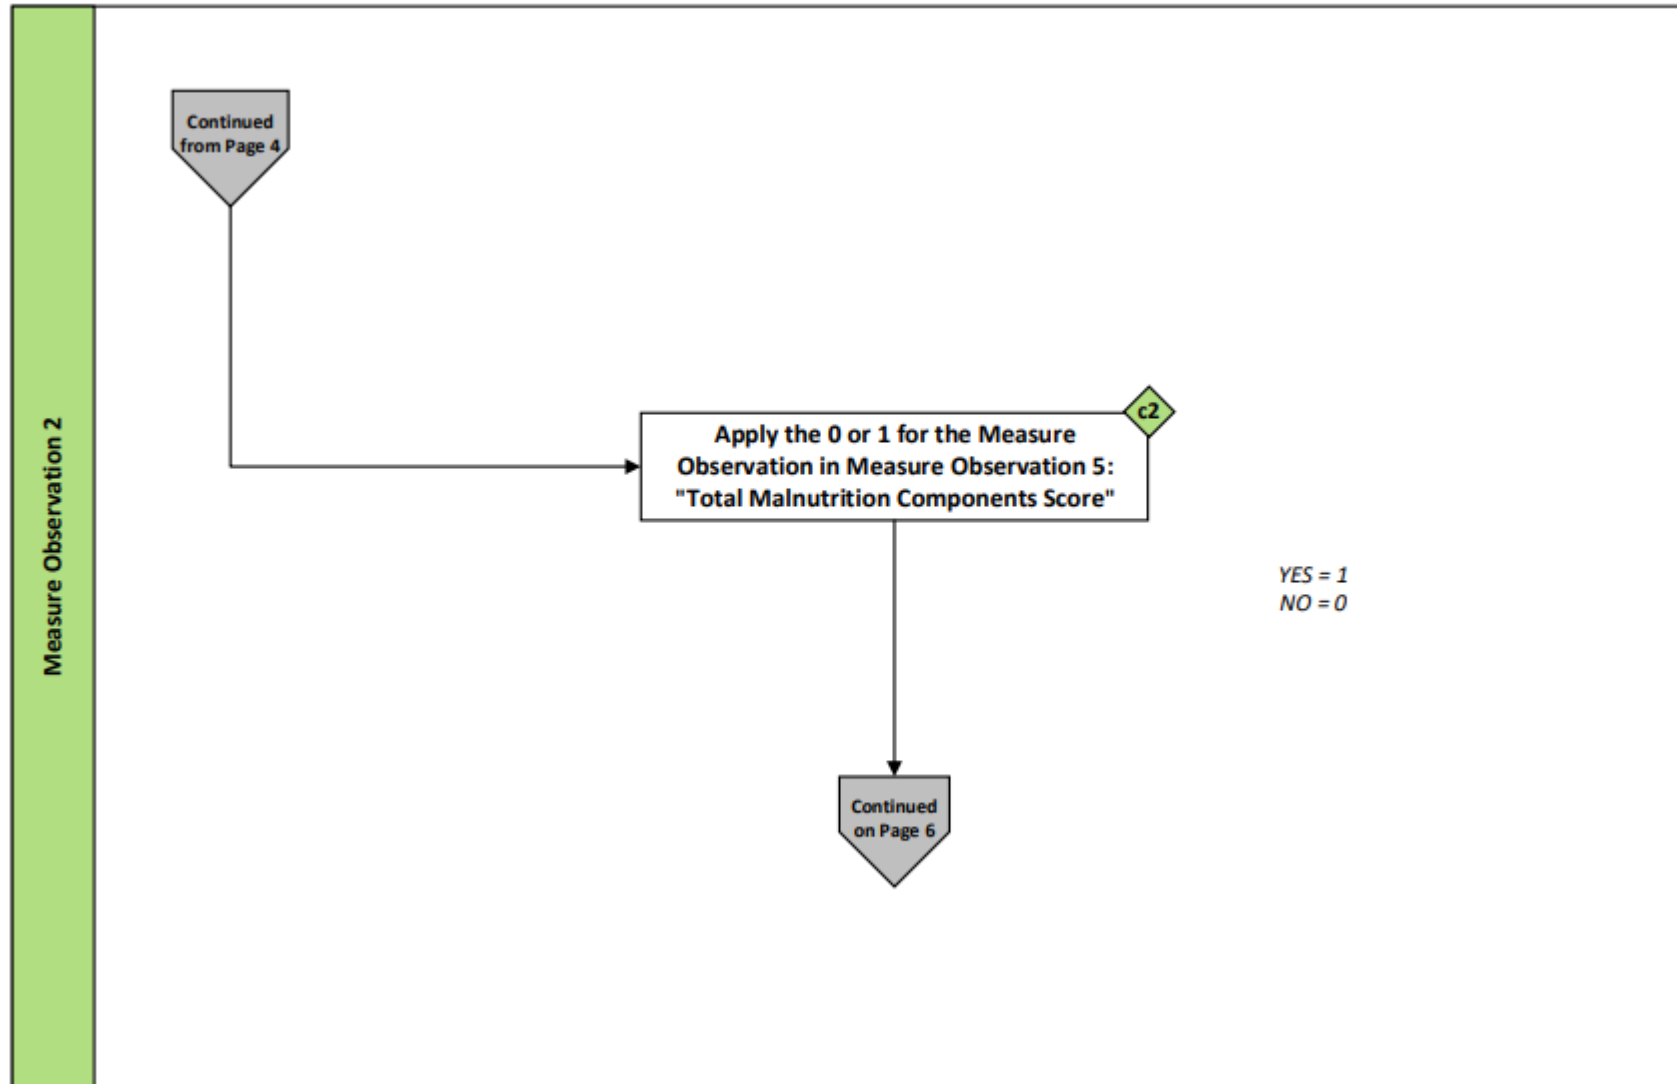 Measure Observation 2
Continued
from Page 4
c2
Apply the 0 or 1 for the Measure
Observation in Measure Observation 5:
"Total Malnutrition Components Score"
YES = 1
NO = 0
Continued
on Page 6